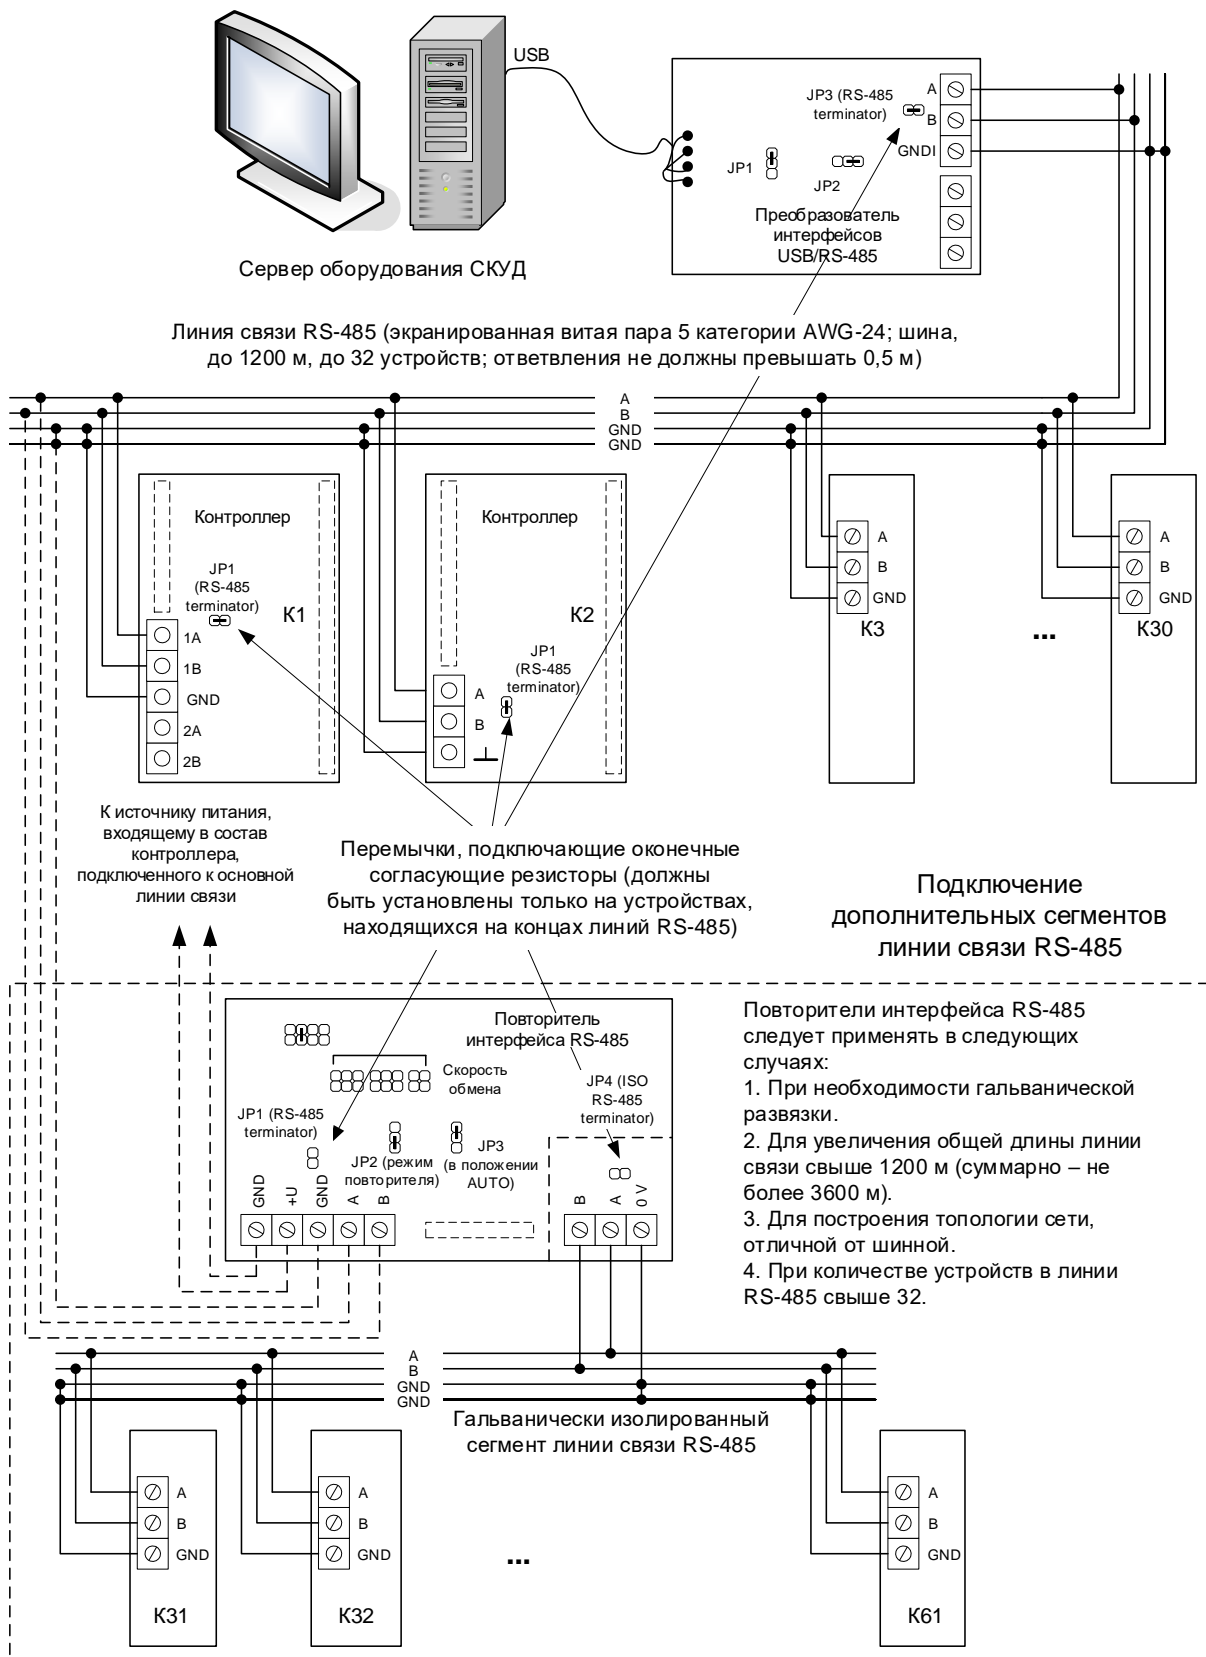 USB
JP3 (RS-485
terminator)
A
B
GNDI
JP1
JP2
Преобразователь
интерфейсов
USB/RS-485
Сервер оборудования СКУД
Линия связи RS-485 (экранированная витая пара 5 категории AWG-24; шина,
до 1200 м, до 32 устройств; ответвления не должны превышать 0,5 м)
A
B
GND
GND
Контроллер
JP1
(RS-485
terminator)
К1
1A
1B
GND
2A
2B
Контроллер
К2
JP1
(RS-485
terminator)
A
B
A
B
GND
К3
...
A
B
GND
К30
К источнику питания,
входящему в состав
контроллера,
подключенного к основной
линии связи
Перемычки, подключающие оконечные
согласующие резисторы (должны
быть установлены только на устройствах,
находящихся на концах линий RS-485)
Подключение
дополнительных сегментов
линии связи RS-485
Повторитель
интерфейса RS-485
Скорость
обмена
JP4 (ISO
RS-485
terminator)
JP1 (RS-485
terminator)
JP2 (режим
повторителя)
JP3
(в положении
AUTO)
GND
+U
GND
A
B
B
A
0 V
Повторители интерфейса RS-485
следует применять в следующих
случаях:
1. При необходимости гальванической
развязки.
2. Для увеличения общей длины линии
связи свыше 1200 м (суммарно – не
более 3600 м).
3. Для построения топологии сети,
отличной от шинной.
4. При количестве устройств в линии
RS-485 свыше 32.
A
B
GND
GND
Гальванически изолированный
сегмент линии связи RS-485
A
B
GND
К31
A
B
GND
К32
...
A
B
GND
К61